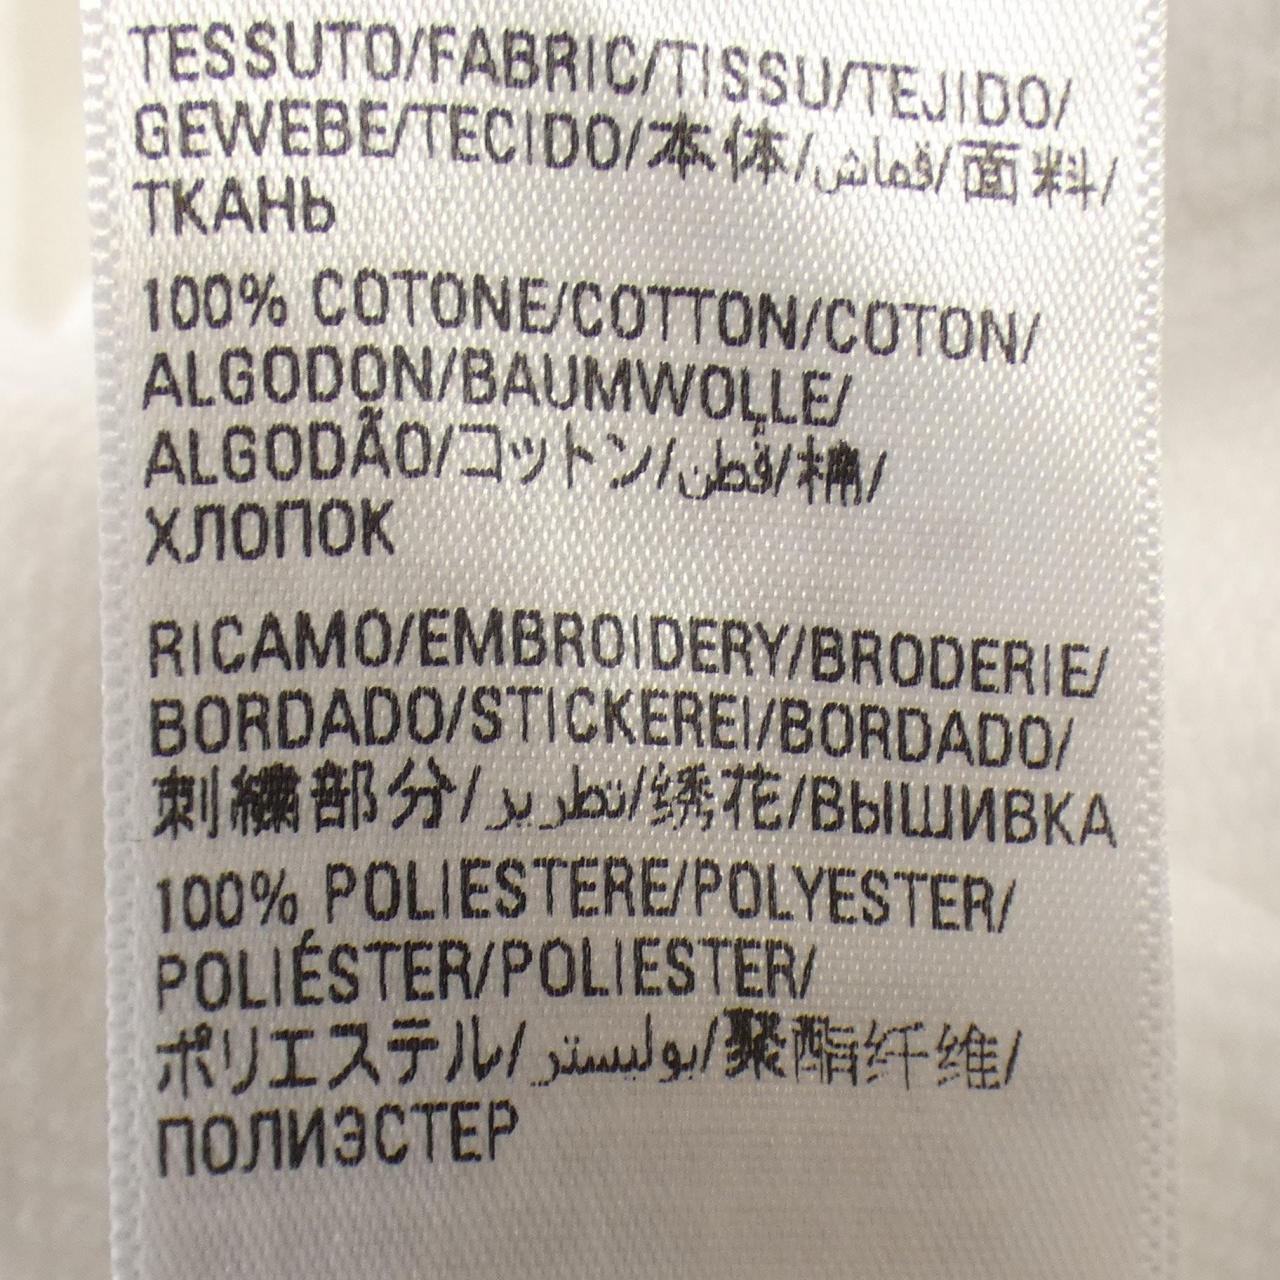 TESSUTO/FABRIC/TISSU/TEJIDO/
GEWEBE/TECIDO/本体/قماش/面料/
ТКАНЬ
100% COTONE/COTTON/COTON/
ALGODON/BAUMWOLLE/
ALGODÃO/コットン/قطن/棉/
ХЛОПОК
RICAMO/EMBROIDERY/BRODERIE/
BORDADO/STICKEREI/BORDADO/
刺繍部分/تطريز/绣花/ВЫШИВКА
100% POLIESTERE/POLYESTER/
POLIÉSTER/POLIESTER/
ポリエステル/بوليستر/聚酯纤维/
ПОЛИЭСТЕР